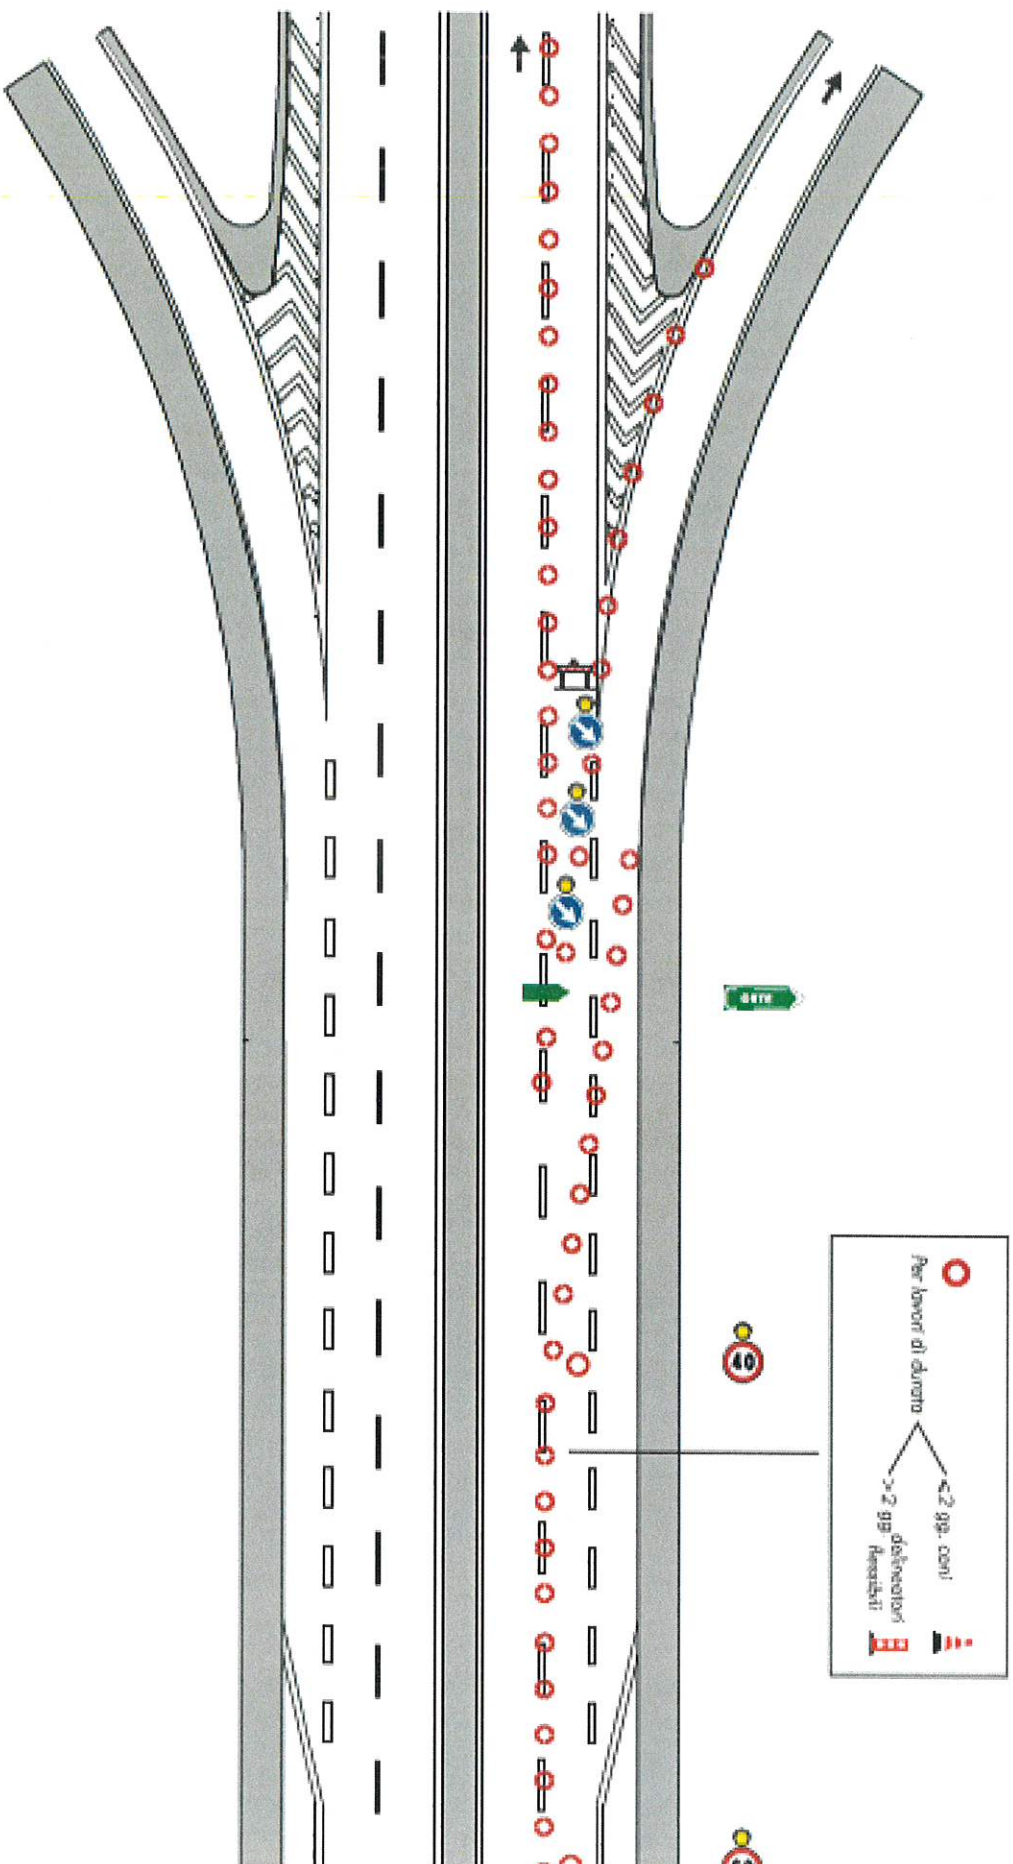 Per lavori di durata
<2 gg. coni
>2 gg. delineatori
flessibili
40